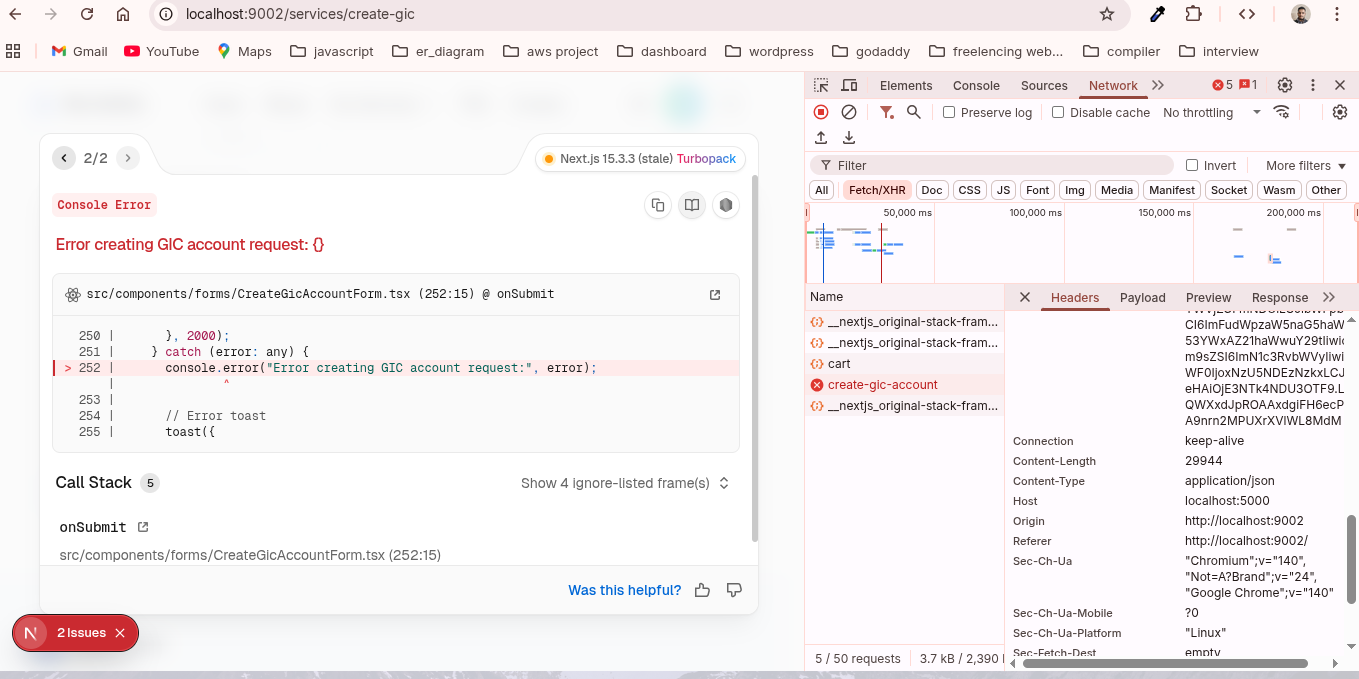 localhost:9002/services/create-gic
Gmail YouTube Maps javascript er_diagram aws project dashboard wordpress godaddy freelencing web... compiler interview
2/2
Next.js 15.3.3 (stale) Turbopack
Console Error
Error creating GIC account request: {}
src/components/forms/CreateGicAccountForm.tsx (252:15) @ onSubmit
250 | }, 2000);
251 | } catch (error: any) {
> 252 | console.error("Error creating GIC account request:", error);
| ^
253 |
254 | // Error toast
255 | toast({
Call Stack 5
Show 4 ignore-listed frame(s)
onSubmit
src/components/forms/CreateGicAccountForm.tsx (252:15)
Was this helpful?
N 2 Issues
Elements Console Sources Network 5 1
Preserve log Disable cache No throttling
Filter Invert More filters
All Fetch/XHR Doc CSS JS Font Img Media Manifest Socket Wasm Other
50,000 ms 100,000 ms 150,000 ms 200,000 ms
Name
__nextjs_original-stack-fram...
__nextjs_original-stack-fram...
cart
create-gic-account
__nextjs_original-stack-fram...
5 / 50 requests 3.7 kB / 2,390
Headers Payload Preview Response
Connection keep-alive
Content-Length 29944
Content-Type application/json
Host localhost:5000
Origin http://localhost:9002
Referer http://localhost:9002/
Sec-Ch-Ua "Chromium";v="140",
"Not=A?Brand";v="24",
"Google Chrome";v="140"
Sec-Ch-Ua-Mobile ?0
Sec-Ch-Ua-Platform "Linux"
Sec-Fetch-Dest empty